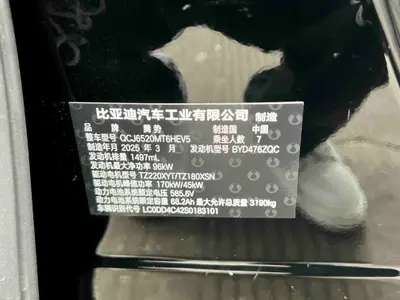 比亚迪汽车工业有限公司 制造
品牌 腾势 制造国 中国
整车型号 QCJ6520MT6HEV5 乘坐人数 7
制造年月 2025年3月 发动机型号 BYD476ZQC
发动机排量 1497mL
发动机最大净功率 96kW
驱动电机型号 TZ220XYT/TZ180XSN
驱动电机峰值功率 170kW/45kW
动力电池系统额定电压 585.6V
动力电池系统额定容量 68.2Ah 最大允许总质量 3190kg
车辆识别代号 LC0DD4C42S0183101